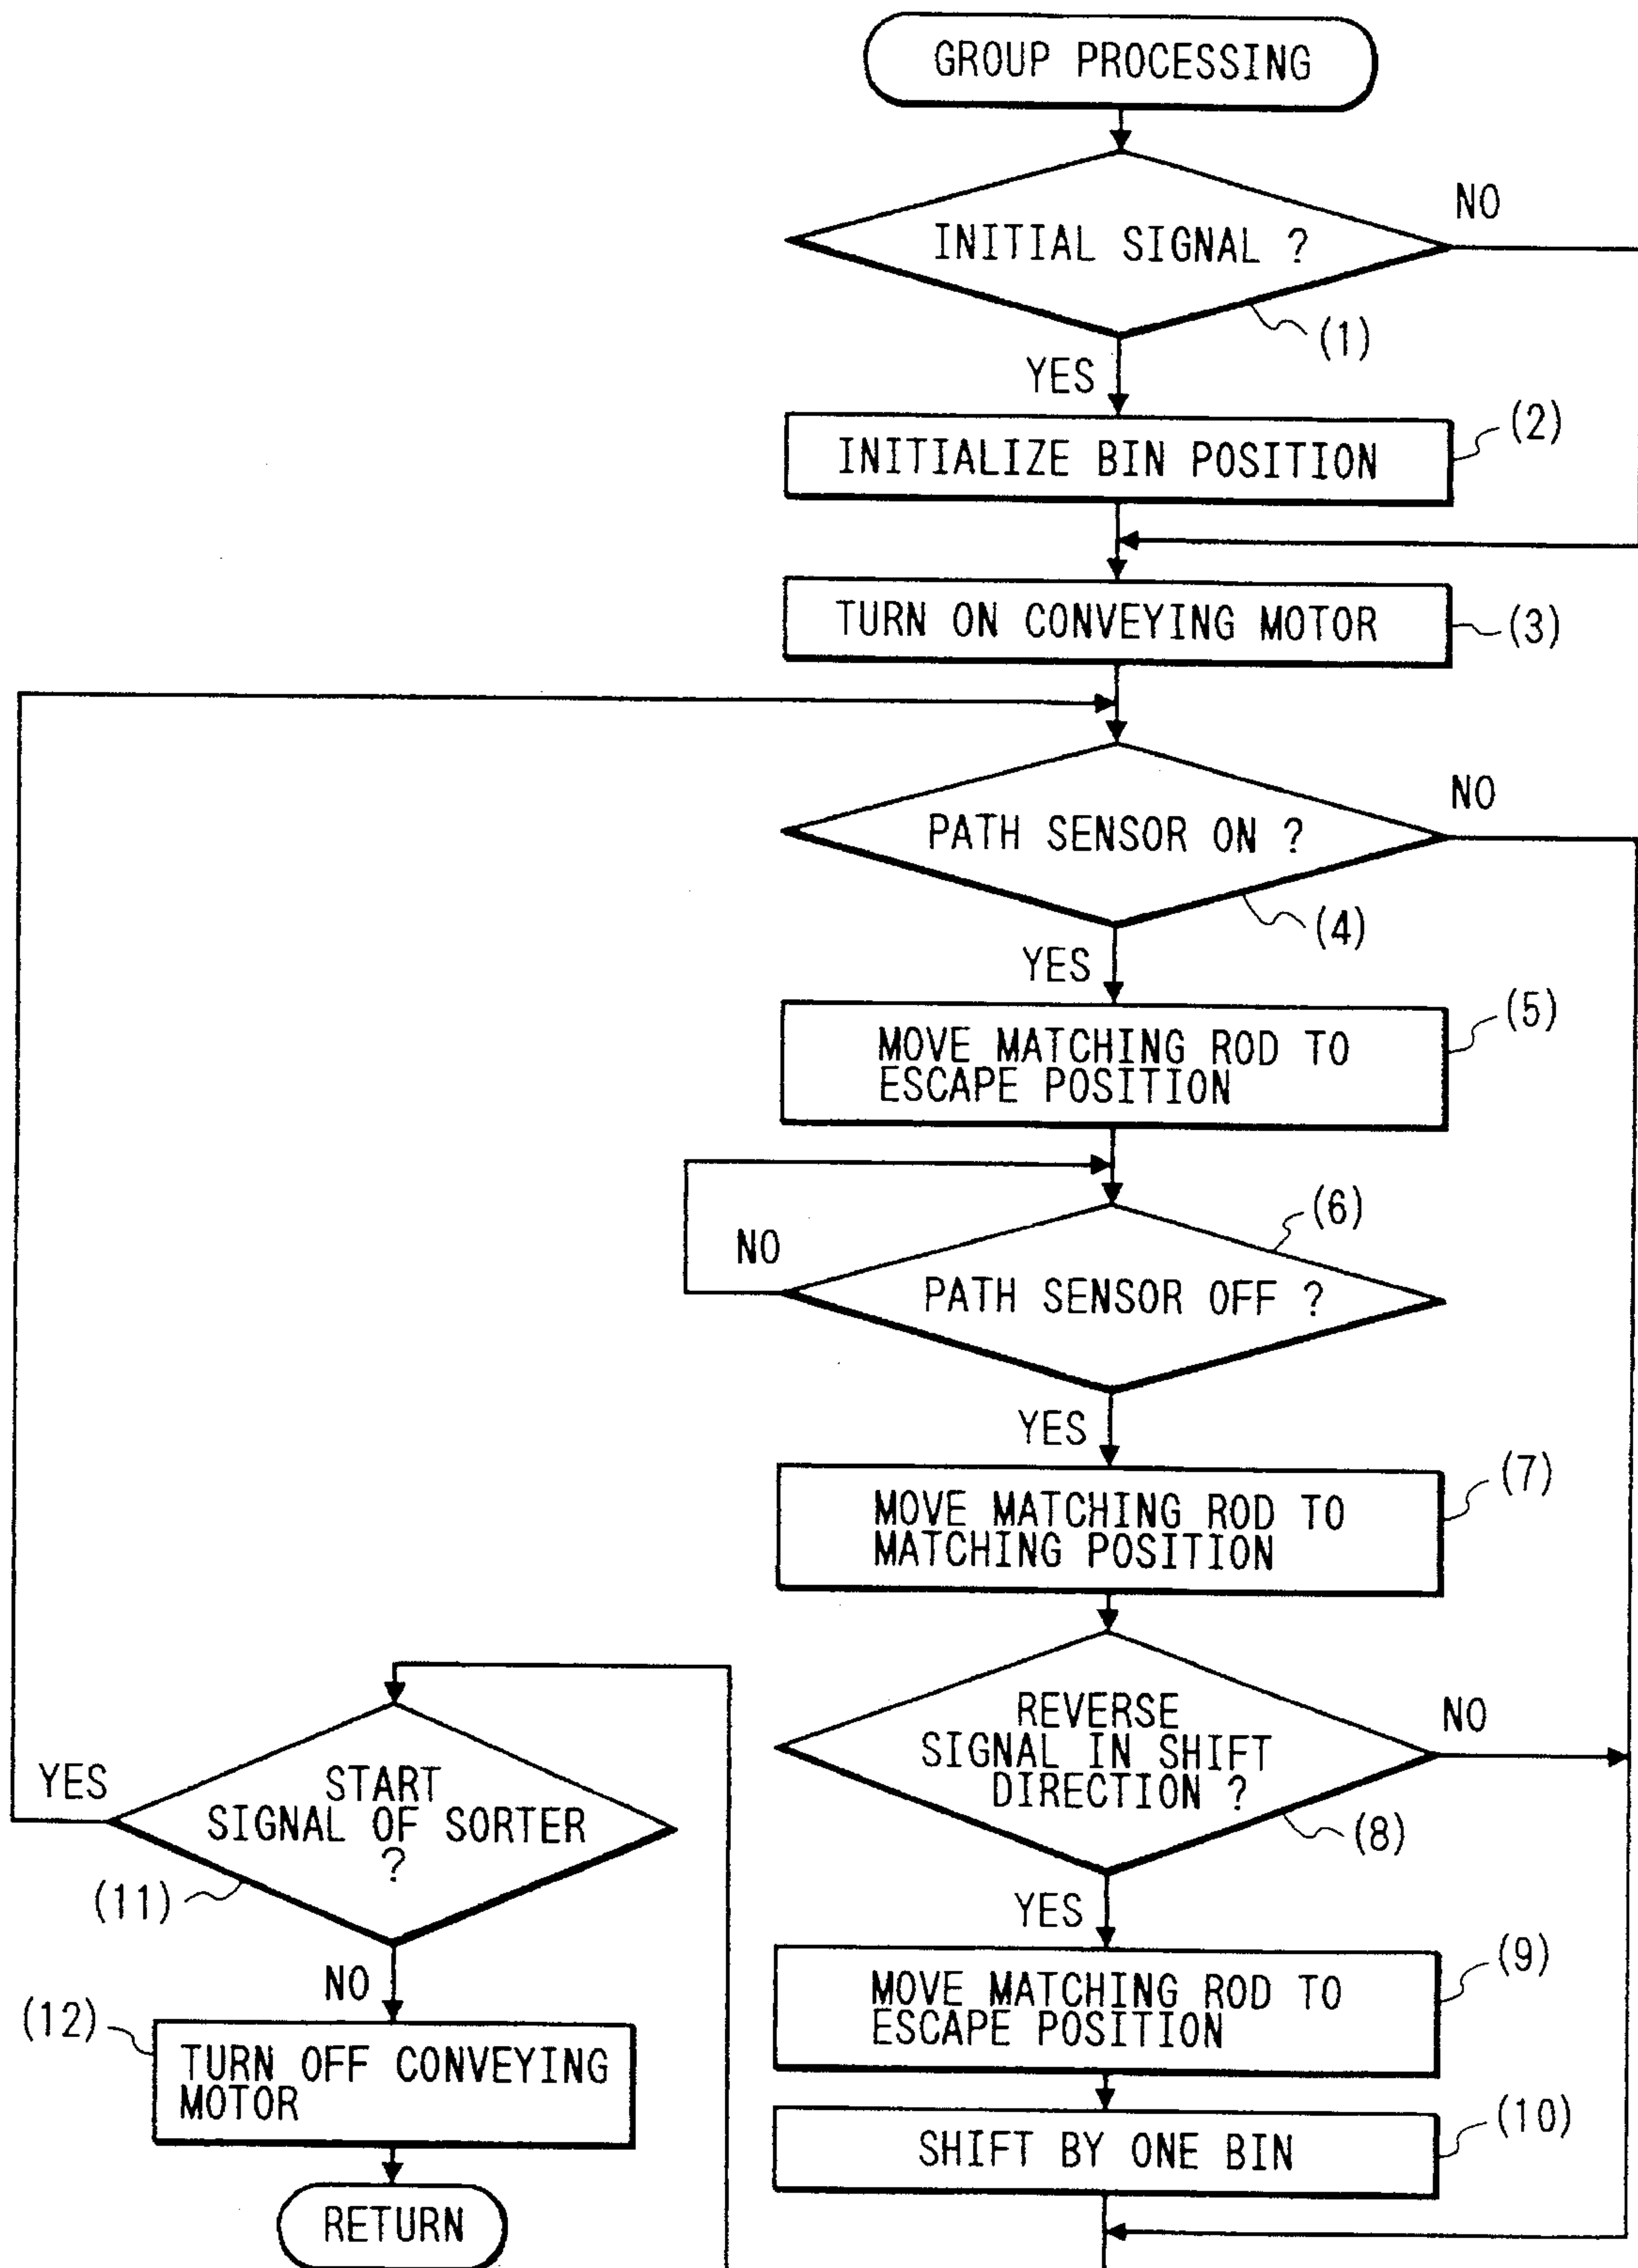 GROUP PROCESSING
INITIAL SIGNAL ?
NO
(1)
YES
(2)
INITIALIZE BIN POSITION
TURN ON CONVEYING MOTOR
(3)
PATH SENSOR ON ?
NO
(4)
YES
(5)
MOVE MATCHING ROD TO
ESCAPE POSITION
(6)
NO
PATH SENSOR OFF ?
YES
(7)
MOVE MATCHING ROD TO
MATCHING POSITION
REVERSE
SIGNAL IN SHIFT
DIRECTION ?
NO
(8)
YES
(9)
MOVE MATCHING ROD TO
ESCAPE POSITION
(10)
SHIFT BY ONE BIN
YES
START
SIGNAL OF SORTER
?
(11)
NO
(12)
TURN OFF CONVEYING
MOTOR
RETURN